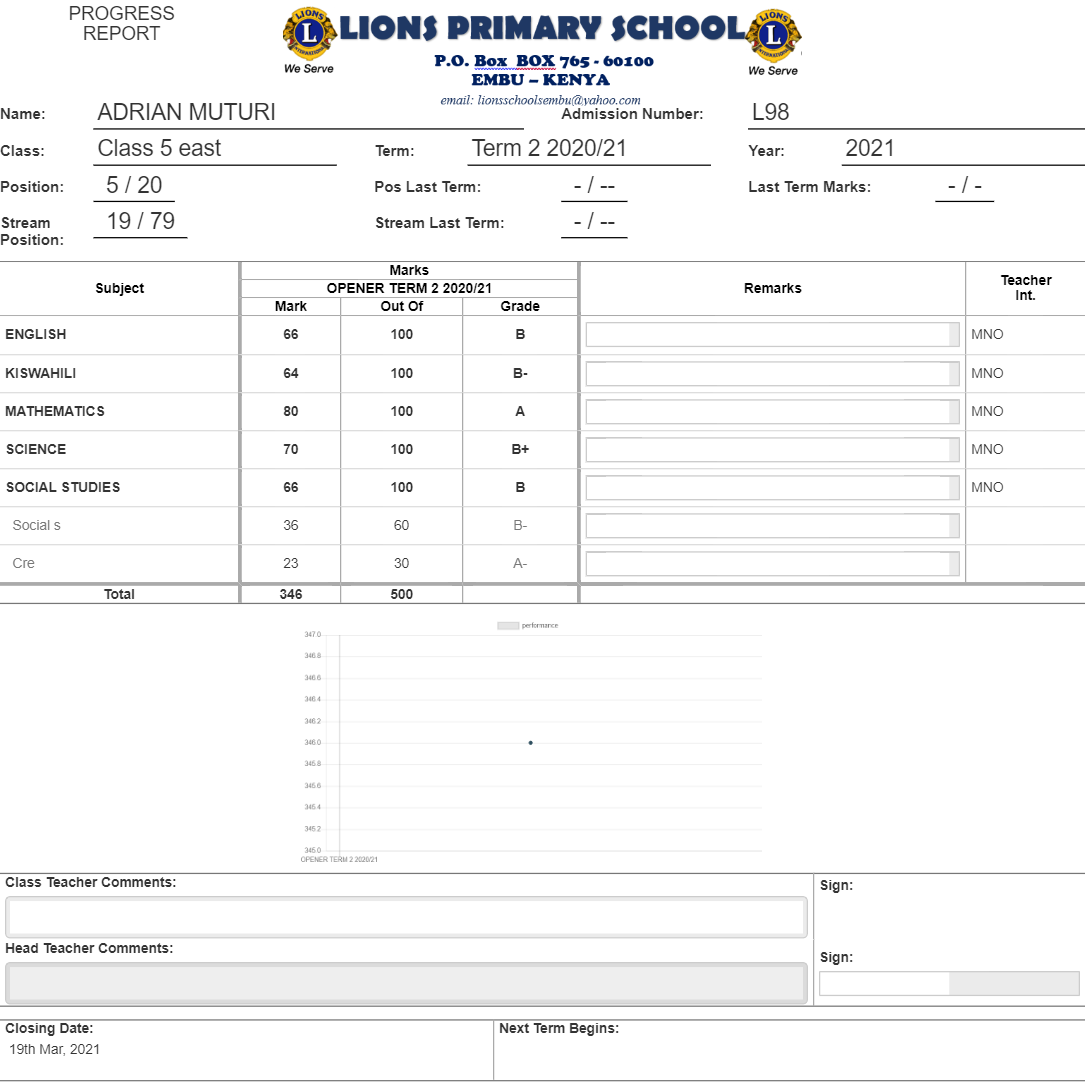 PROGRESS
REPORT
LIONS PRIMARY SCHOOL
L
L
We Serve
We Serve
P.O. Box BOX 765 - 60100
EMBU – KENYA
email: lionsschoolsembu@yahoo.com
Name: ADRIAN MUTURI Admission Number: L98
Class: Class 5 east Term: Term 2 2020/21 Year: 2021
Position: 5 / 20 Pos Last Term: - / -- Last Term Marks: - / -
Stream Position: 19 / 79 Stream Last Term: - / --
Subject Marks Remarks Teacher Int.
OPENER TERM 2 2020/21
Mark Out Of Grade
ENGLISH 66 100 B MNO
KISWAHILI 64 100 B- MNO
MATHEMATICS 80 100 A MNO
SCIENCE 70 100 B+ MNO
SOCIAL STUDIES 66 100 B MNO
Social s 36 60 B-
Cre 23 30 A-
Total 346 500
performance
347.0
346.8
346.6
346.4
346.2
346.0
345.8
345.6
345.4
345.2
345.0
OPENER TERM 2 2020/21
Class Teacher Comments: Sign:
Head Teacher Comments:
Sign:
Closing Date: Next Term Begins:
19th Mar, 2021